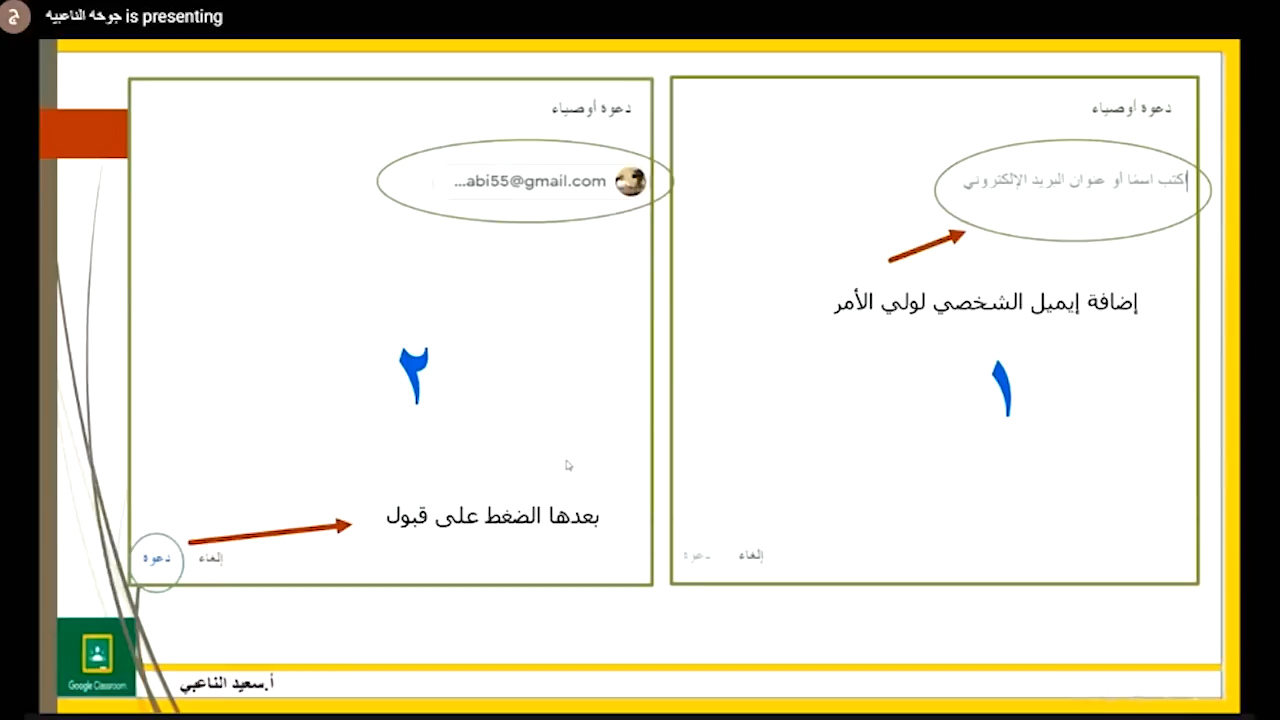 ج
جوخه الناعبيه is presenting
دعوة أوصياء
اكتب اسمًا أو عنوان البريد الإلكتروني
إضافة إيميل الشخصي لولي الأمر
١
إلغاء
دعوة
دعوة أوصياء
...abi55@gmail.com
٢
بعدها الضغط على قبول
إلغاء
دعوة
Google Classroom
أ.سعيد الناعبي